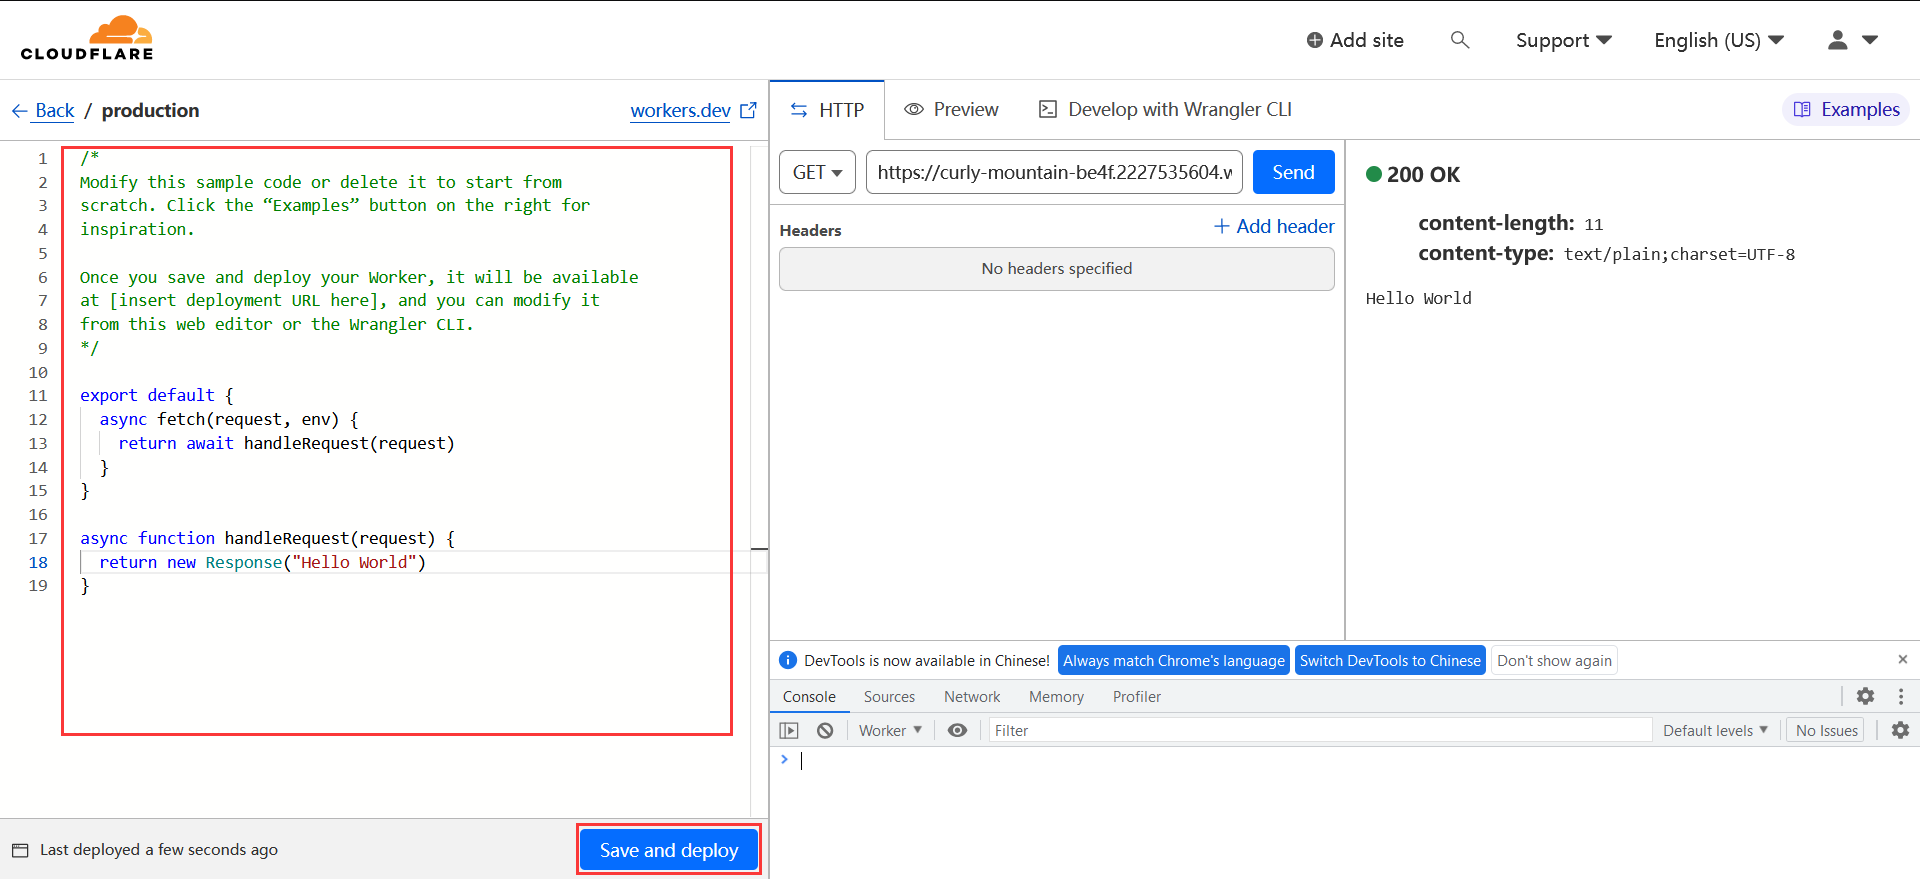 CLOUDFLARE
Add site
Support
English (US)
Back / production
workers.dev
HTTP
Preview
Develop with Wrangler CLI
Examples
1 /*
2 Modify this sample code or delete it to start from
3 scratch. Click the “Examples” button on the right for
4 inspiration.
5
6 Once you save and deploy your Worker, it will be available
7 at [insert deployment URL here], and you can modify it
8 from this web editor or the Wrangler CLI.
9 */
10
11 export default {
12   async fetch(request, env) {
13     return await handleRequest(request)
14   }
15 }
16
17 async function handleRequest(request) {
18   return new Response("Hello World")
19 }
Last deployed a few seconds ago
Save and deploy
GET
https://curly-mountain-be4f.2227535604.w
Send
Headers
+ Add header
No headers specified
200 OK
content-length: 11
content-type: text/plain;charset=UTF-8
Hello World
DevTools is now available in Chinese!
Always match Chrome's language
Switch DevTools to Chinese
Don't show again
Console
Sources
Network
Memory
Profiler
Worker
Filter
Default levels
No Issues